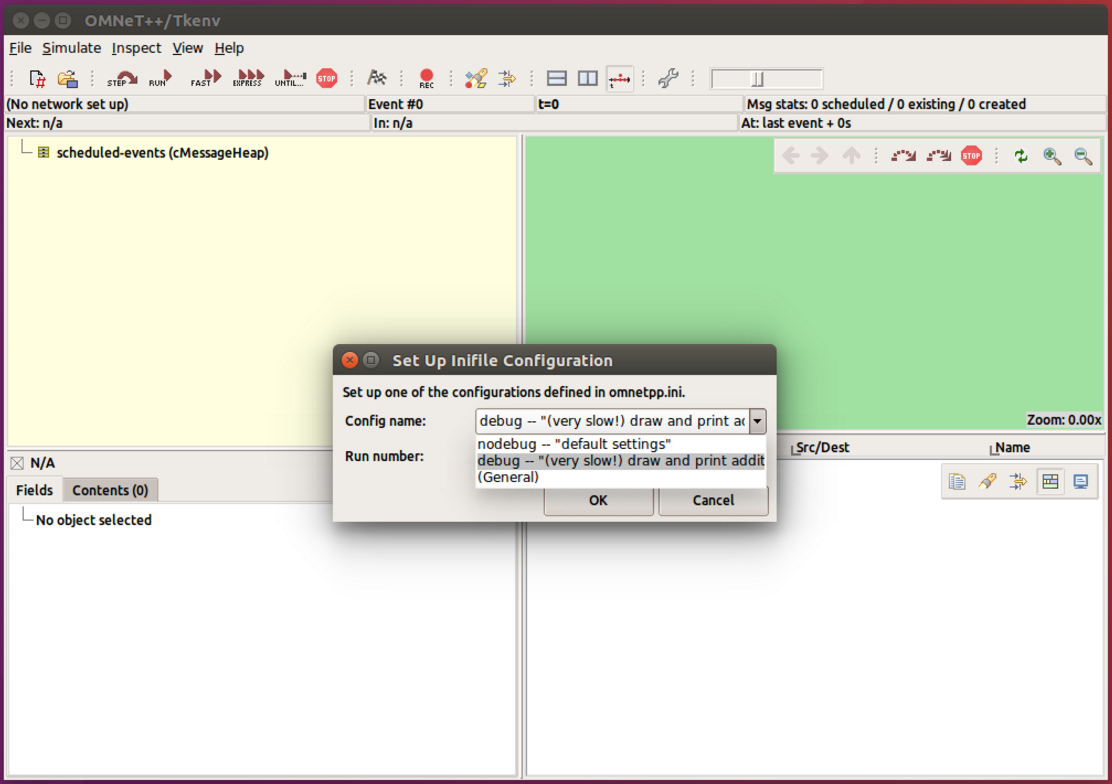 OMNeT++/Tkenv
File Simulate Inspect View Help
STEP RUN FAST EXPRESS UNTIL... STOP REC
(No network set up) Event #0 t=0 Msg stats: 0 scheduled / 0 existing / 0 created
Next: n/a In: n/a At: last event + 0s
scheduled-events (cMessageHeap)
STOP
Set Up Inifile Configuration
Set up one of the configurations defined in omnetpp.ini.
Config name: debug -- "(very slow!) draw and print ad
nodebug -- "default settings"
debug -- "(very slow!) draw and print addit
(General)
Run number:
OK Cancel
Zoom: 0.00x
N/A
Src/Dest Name
Fields Contents (0)
No object selected